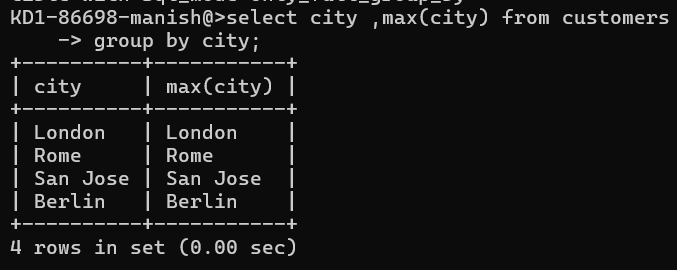 KD1-86698-manish@>select city ,max(city) from customers
    -> group by city;
+----------+-----------+
| city     | max(city) |
+----------+-----------+
| London   | London    |
| Rome     | Rome      |
| San Jose | San Jose  |
| Berlin   | Berlin    |
+----------+-----------+
4 rows in set (0.00 sec)